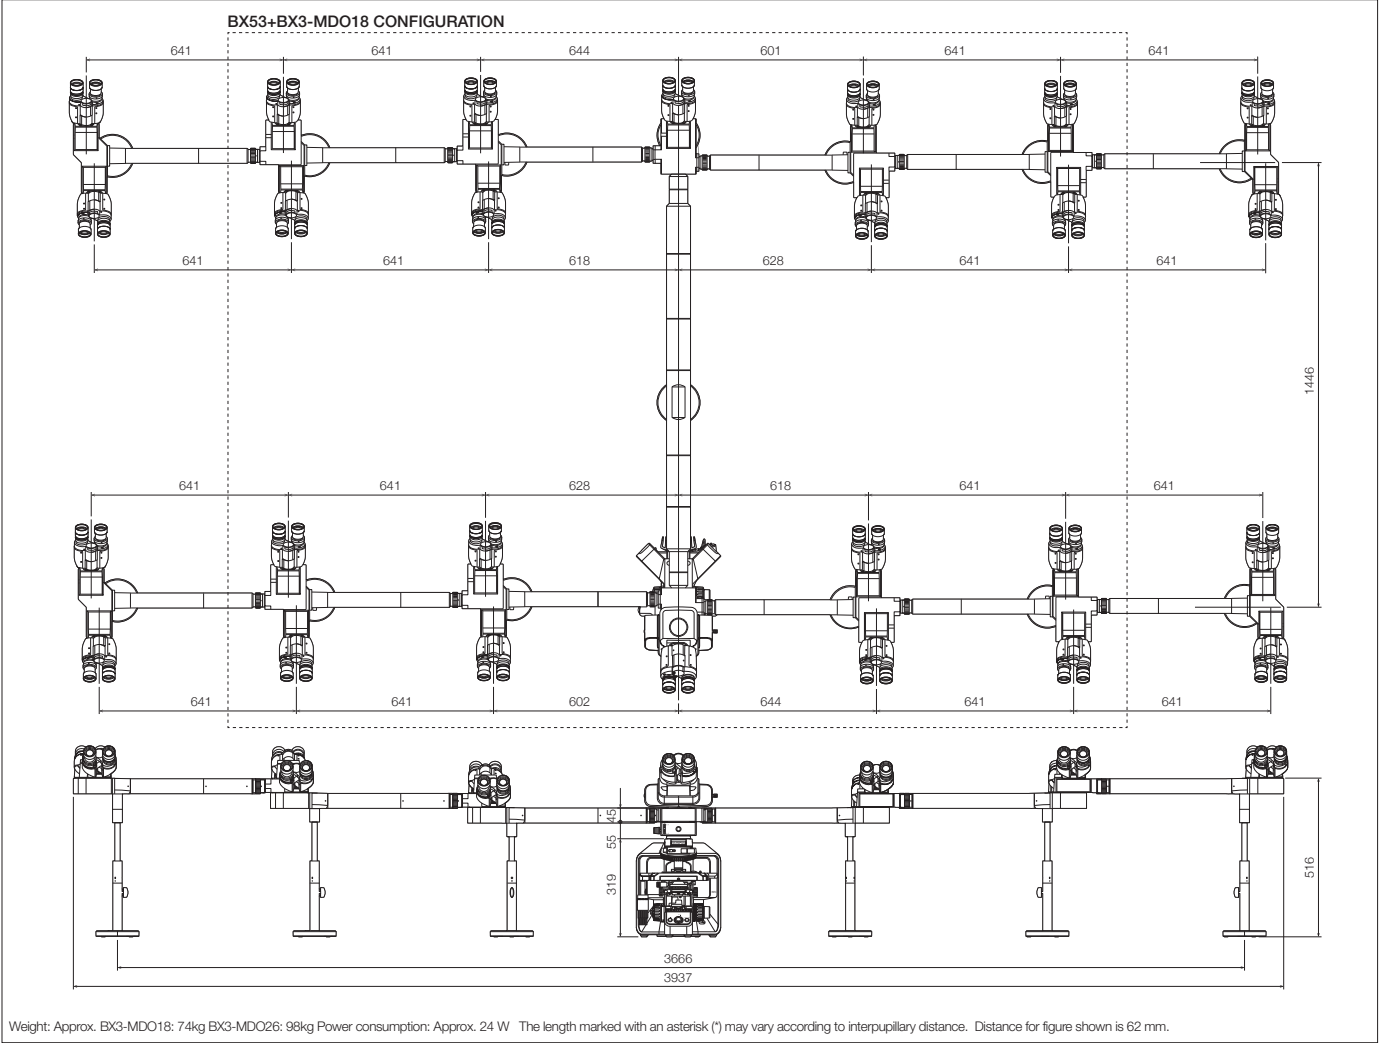 BX53+BX3-MDO18 CONFIGURATION
641 641 644 601 641 641
641 641 618 628 641 641
1446
641 641 628 618 641 641
641 641 602 644 641 641
45
55
319
516
3666
3937
Weight: Approx. BX3-MDO18: 74kg BX3-MDO26: 98kg Power consumption: Approx. 24 W The length marked with an asterisk (*) may vary according to interpupillary distance. Distance for figure shown is 62 mm.